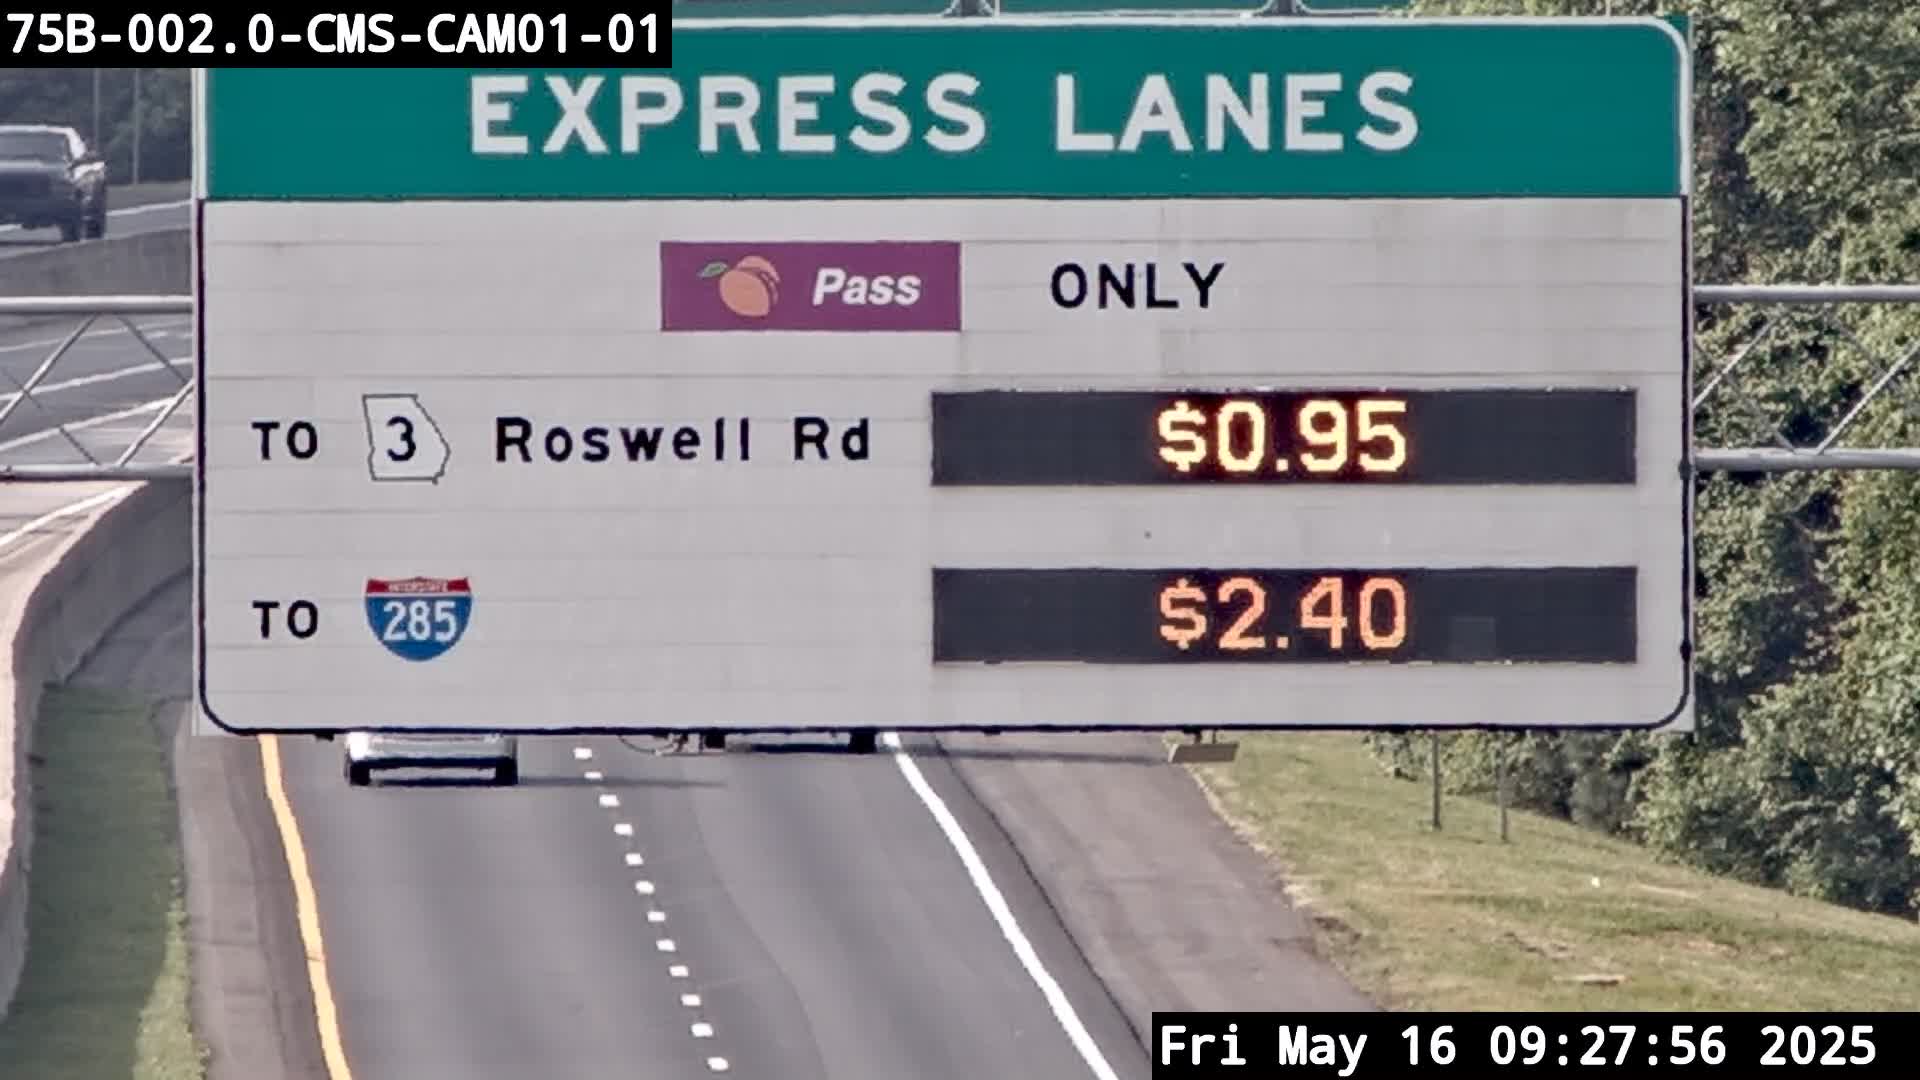 75B-002.0-CMS-CAM01-01
EXPRESS LANES
Pass ONLY
TO 3 Roswell Rd $0.95
TO INTERSTATE 285 $2.40
Fri May 16 09:27:56 2025